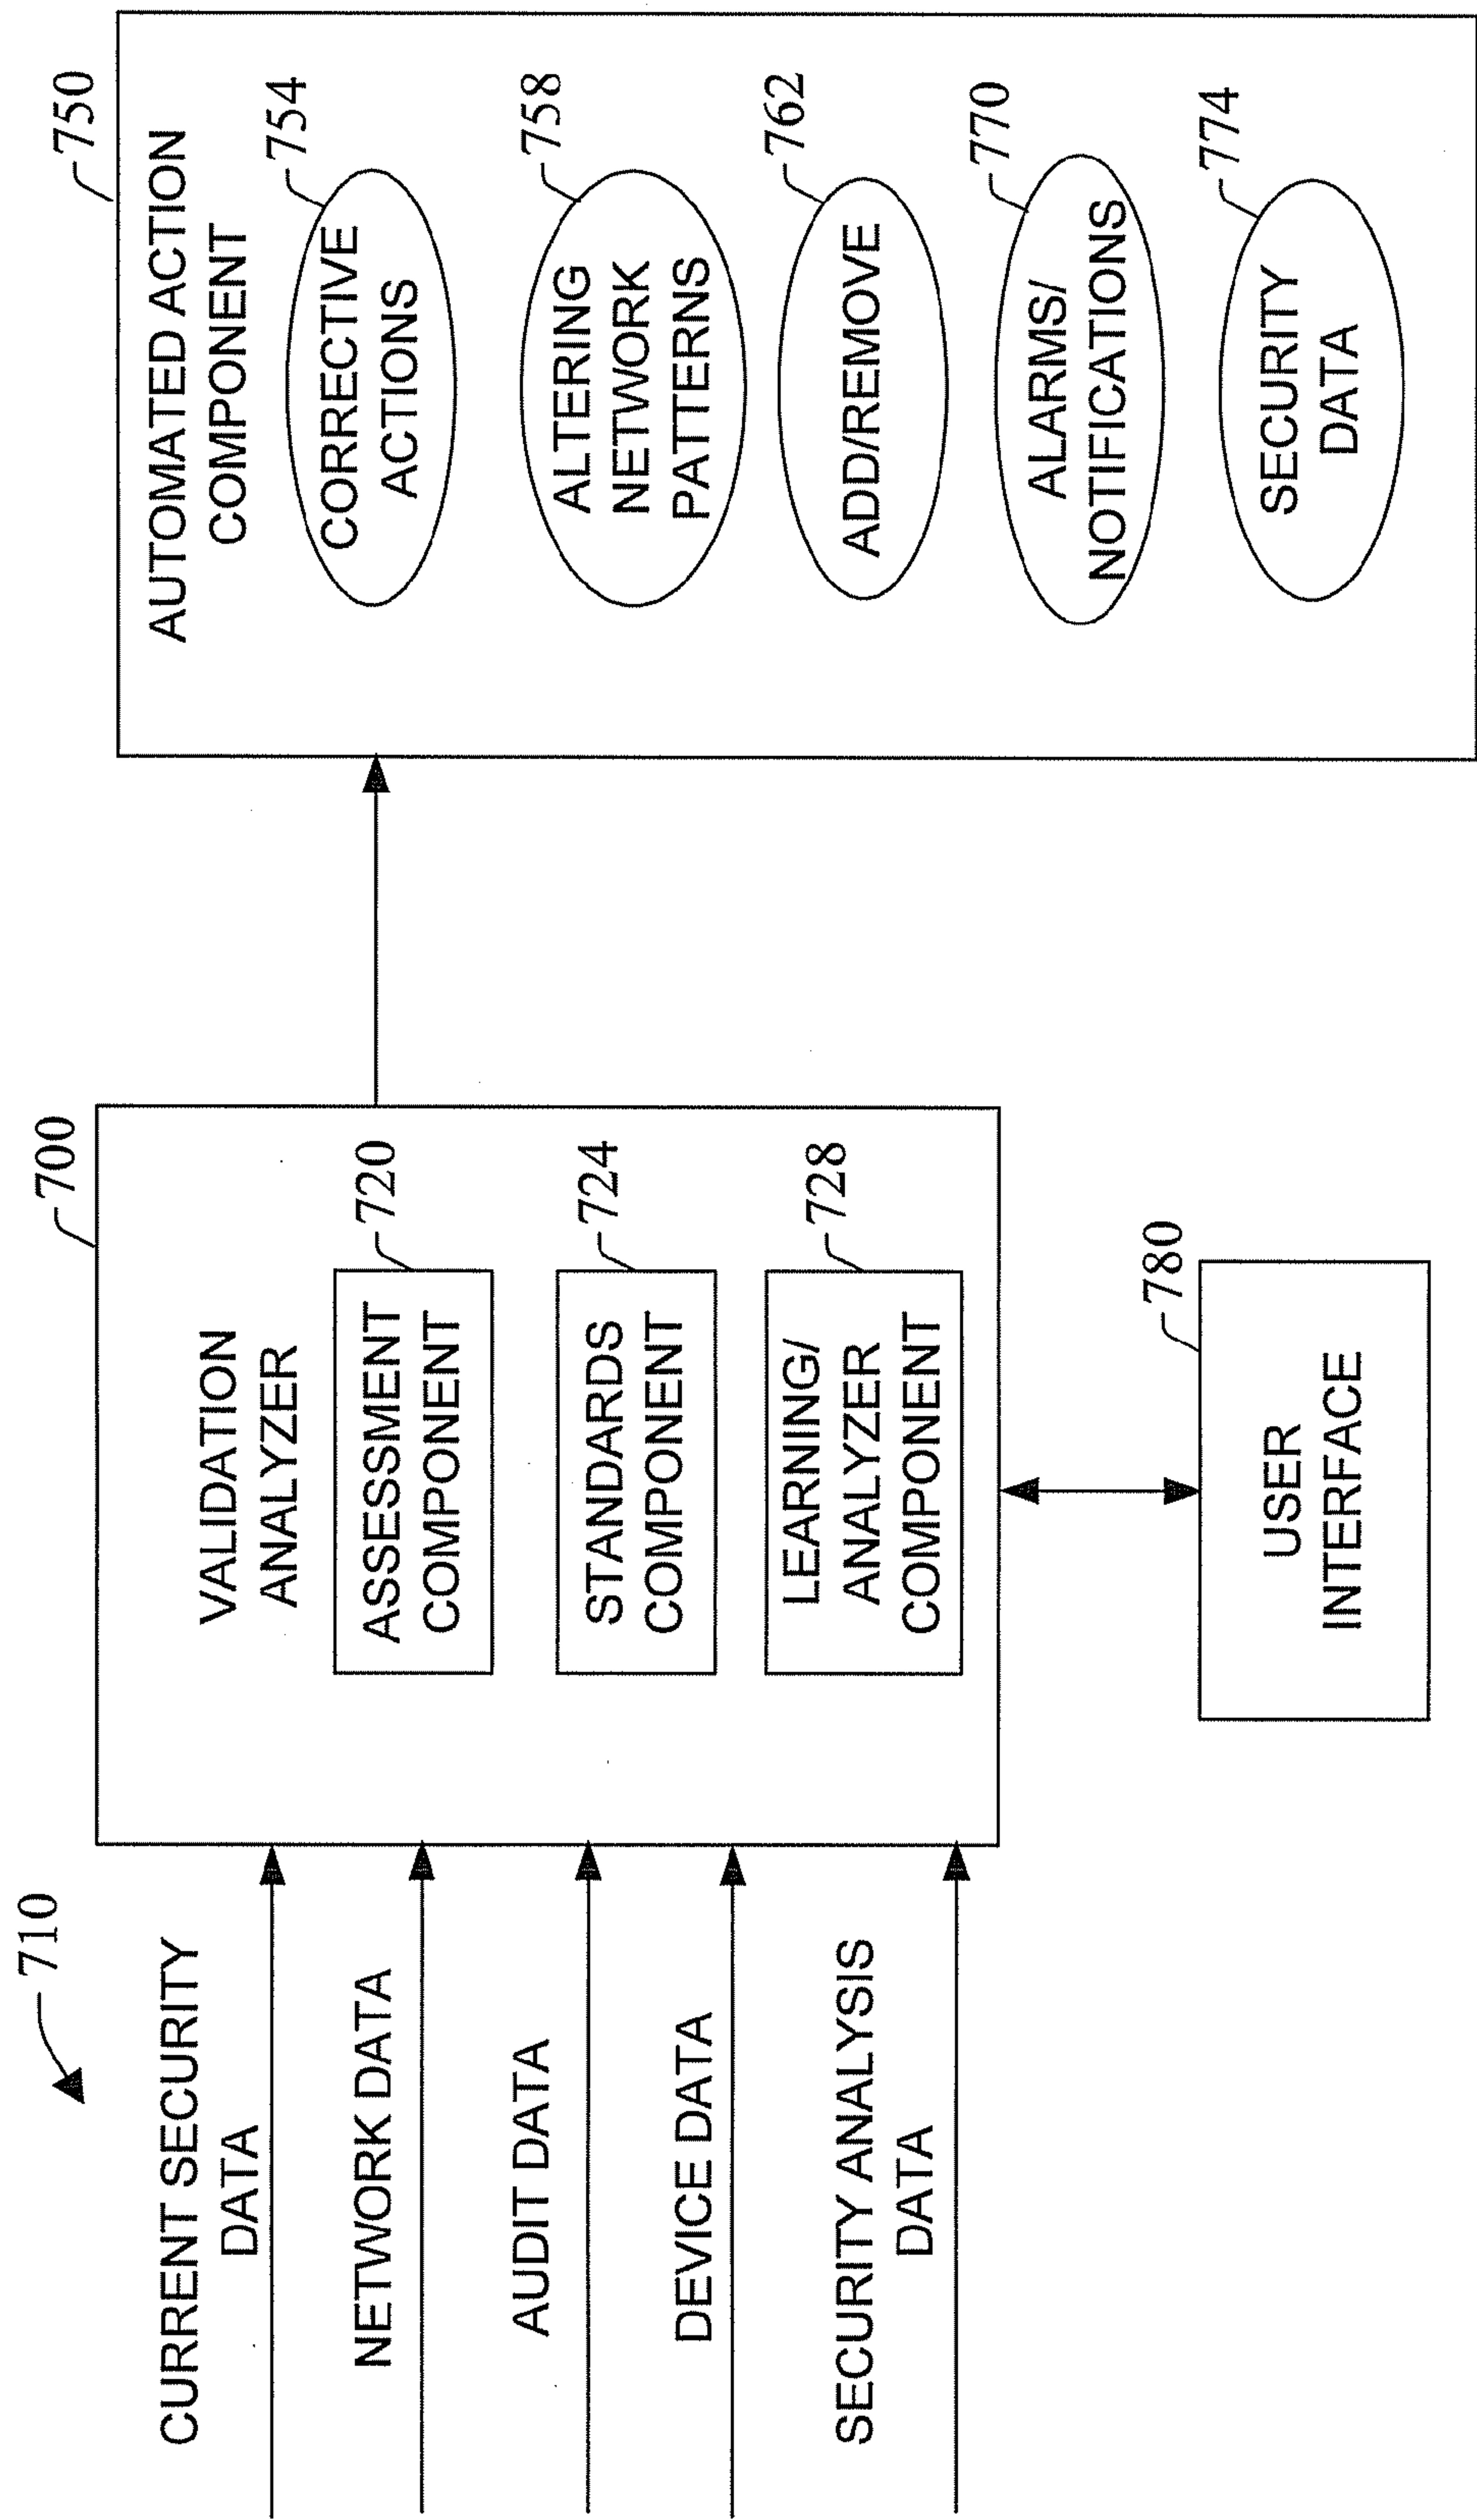 710
CURRENT SECURITY
DATA
NETWORK DATA
AUDIT DATA
DEVICE DATA
SECURITY ANALYSIS
DATA
700
VALIDATION
ANALYZER
720
ASSESSMENT
COMPONENT
724
STANDARDS
COMPONENT
728
LEARNING/
ANALYZER
COMPONENT
780
USER
INTERFACE
750
AUTOMATED ACTION
COMPONENT
754
CORRECTIVE
ACTIONS
758
ALTERING
NETWORK
PATTERNS
762
ADD/REMOVE
770
ALARMS/
NOTIFICATIONS
774
SECURITY
DATA